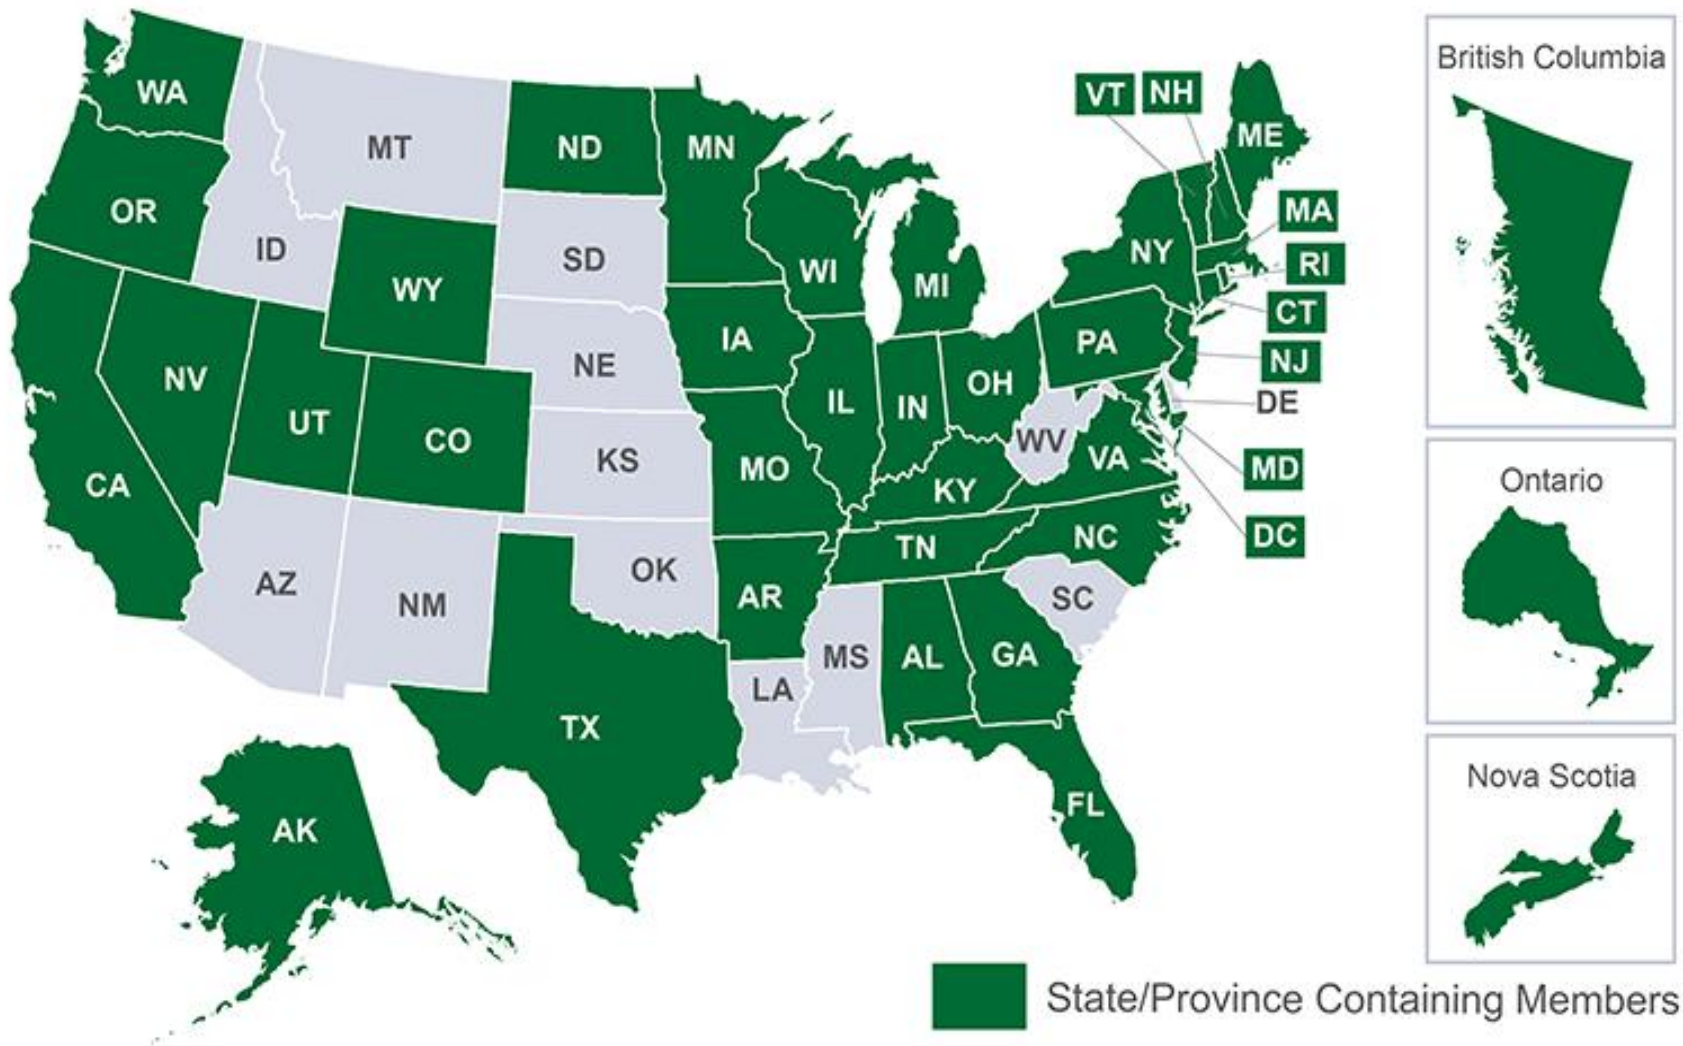 British Columbia
WA
VT
NH
ME
MT
ND
MN
OR
MA
ID
SD
WI
NY
RI
WY
MI
CT
IA
PA
NJ
NE
NV
OH
DE
UT
CO
IL
IN
WV
VA
MD
KS
MO
KY
CA
Ontario
DC
TN
NC
AZ
NM
OK
AR
SC
MS
AL
GA
LA
TX
Nova Scotia
AK
FL
State/Province Containing Members